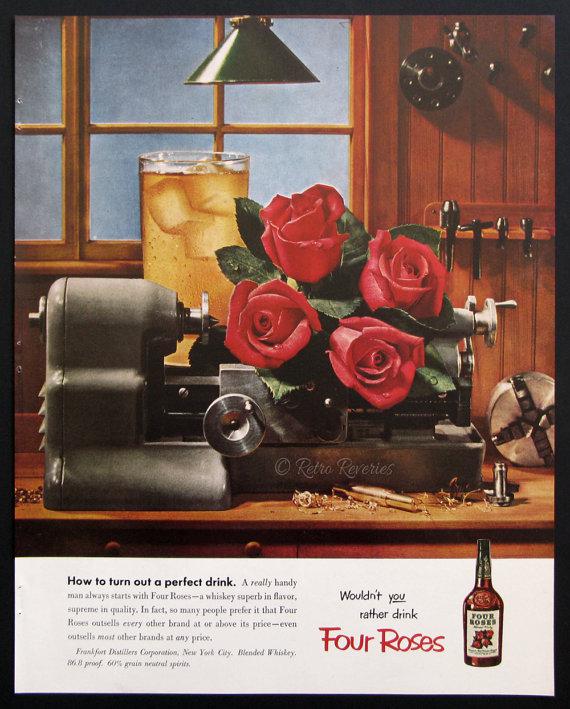 © Retro Reveries
How to turn out a perfect drink. A really handy
man always starts with Four Roses—a whiskey superb in flavor,
supreme in quality. In fact, so many people prefer it that Four
Roses outsells every other brand at or above its price—even
outsells most other brands at any price.
Frankfort Distillers Corporation, New York City. Blended Whiskey.
86.8 proof. 60% grain neutral spirits.
Wouldn't you
rather drink
Four Roses
FOUR
ROSES